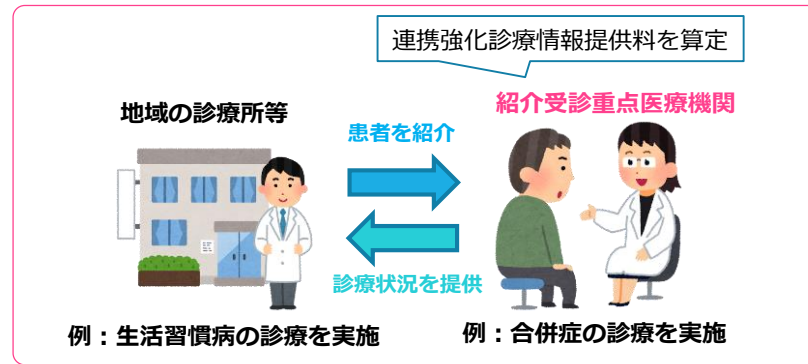 連携強化診療情報提供料を算定
地域の診療所等
紹介受診重点医療機関
患者を紹介
診療状況を提供
例：生活習慣病の診療を実施
例：合併症の診療を実施